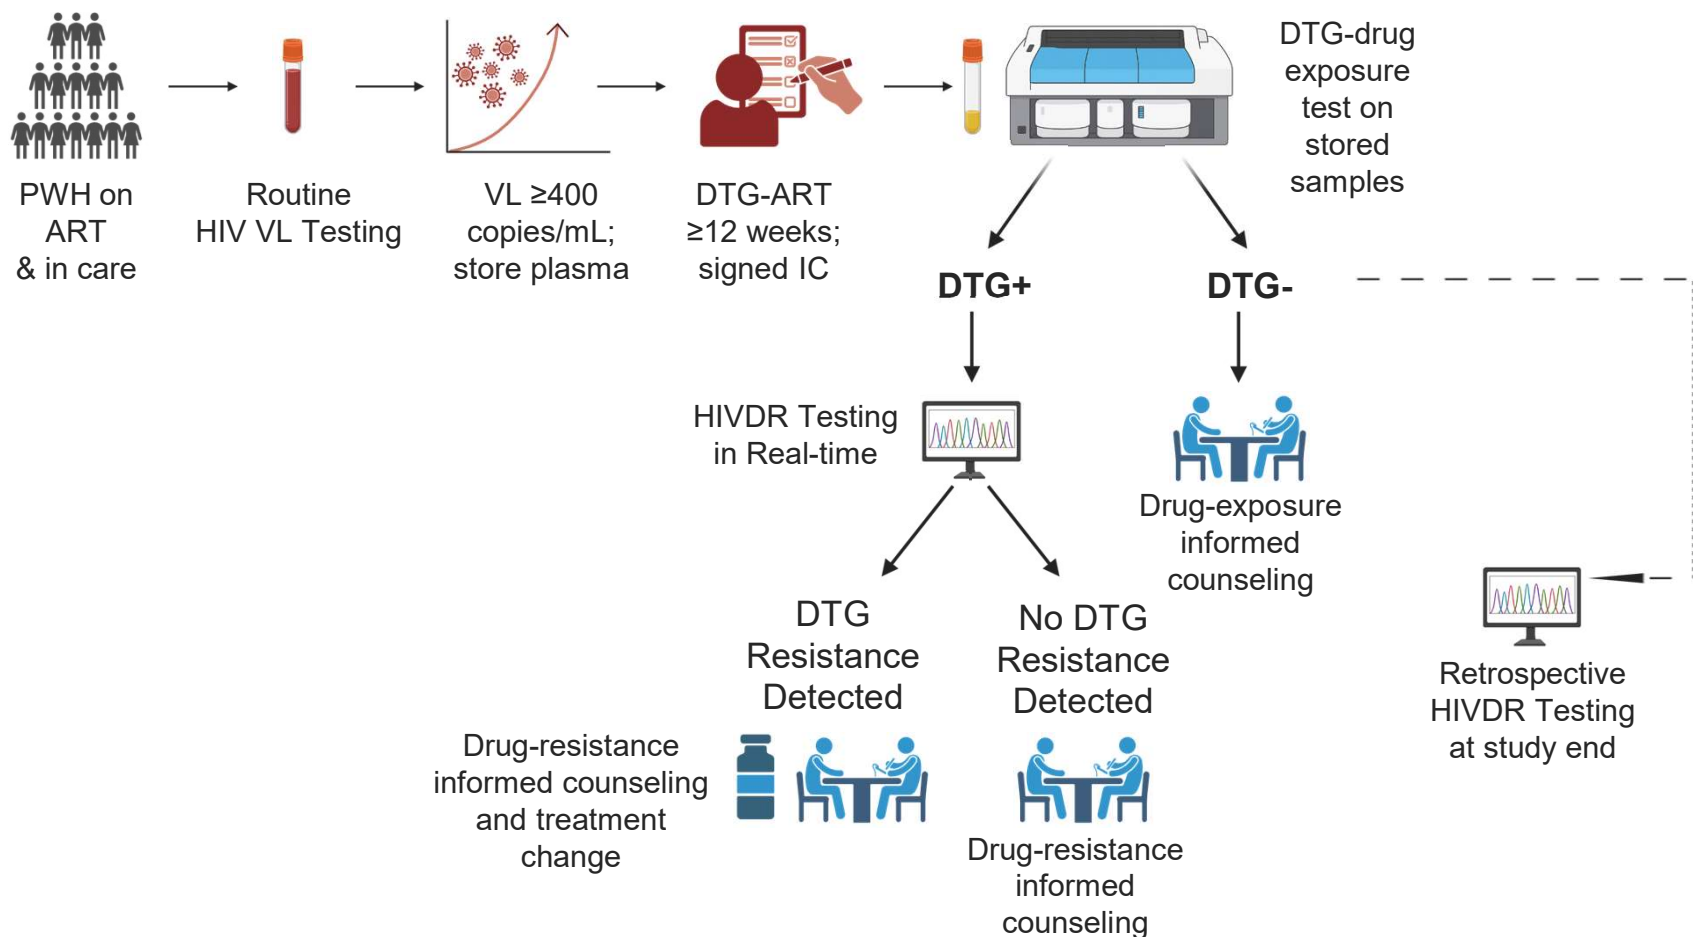 PWH on
ART
& in care
Routine
HIV VL Testing
VL ≥400
copies/mL;
store plasma
DTG-ART
≥12 weeks;
signed IC
DTG-drug
exposure
test on
stored
samples
DTG+
DTG-
HIVDR Testing
in Real-time
Drug-exposure
informed
counseling
DTG
Resistance
Detected
No DTG
Resistance
Detected
Retrospective
HIVDR Testing
at study end
Drug-resistance
informed counseling
and treatment
change
Drug-resistance
informed
counseling